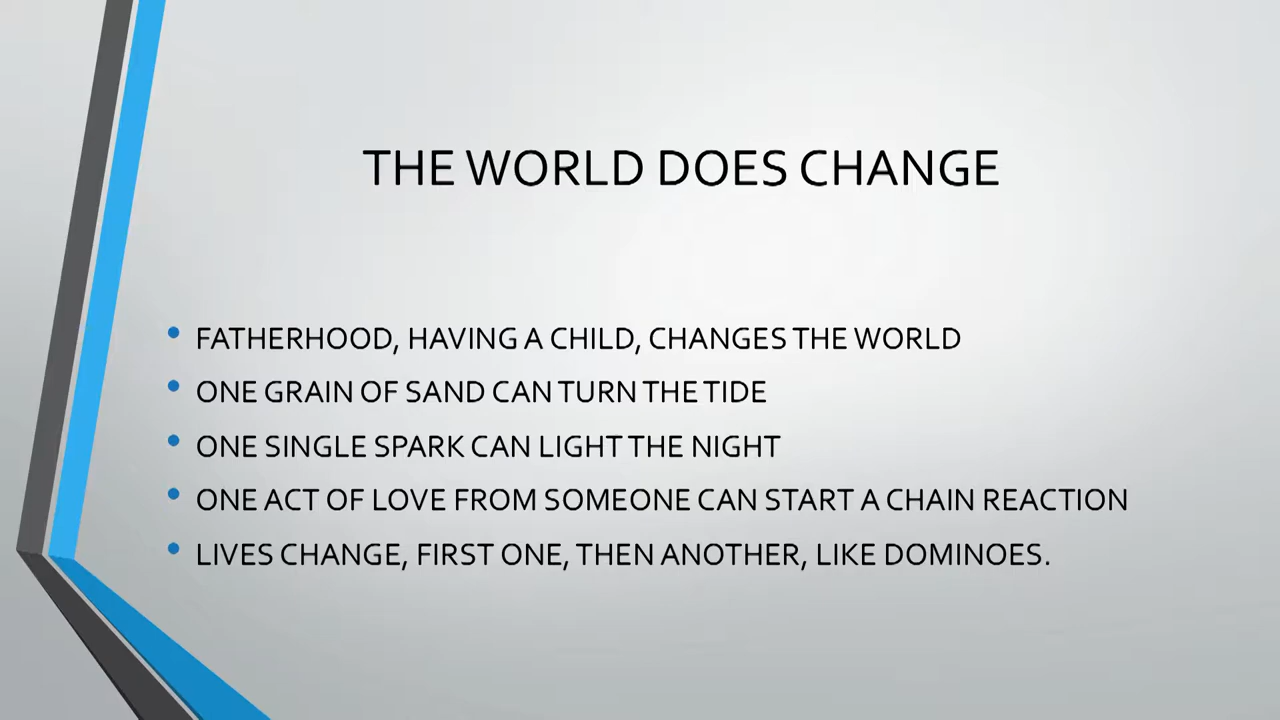 THE WORLD DOES CHANGE
• FATHERHOOD, HAVING A CHILD, CHANGES THE WORLD
• ONE GRAIN OF SAND CAN TURN THE TIDE
• ONE SINGLE SPARK CAN LIGHT THE NIGHT
• ONE ACT OF LOVE FROM SOMEONE CAN START A CHAIN REACTION
• LIVES CHANGE, FIRST ONE, THEN ANOTHER, LIKE DOMINOES.